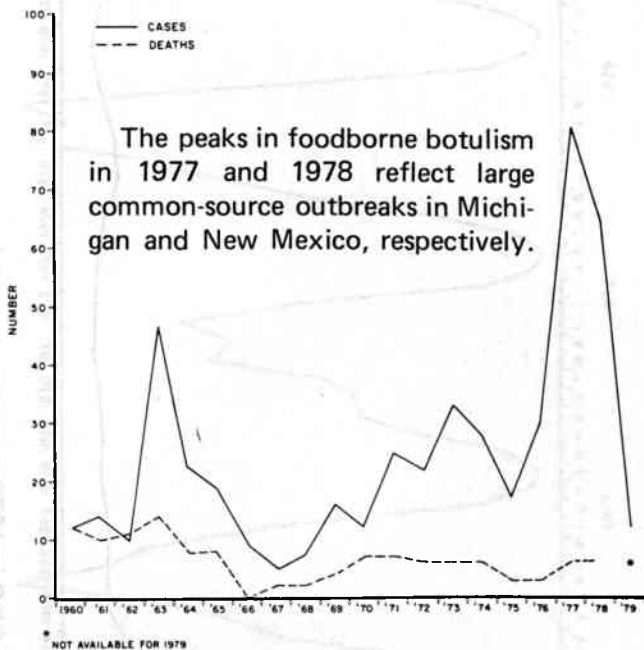 100
CASES
DEATHS
90
80
The peaks in foodborne botulism
in 1977 and 1978 reflect large
common-source outbreaks in Michi-
gan and New Mexico, respectively.
70
60
50
40
30
20
10
0
NUMBER
1960 '61 '62 '63 '64 '65 '66 '67 '68 '69 '70 '71 '72 '73 '74 '75 '76 '77 '78 '79
*
* NOT AVAILABLE FOR 1979